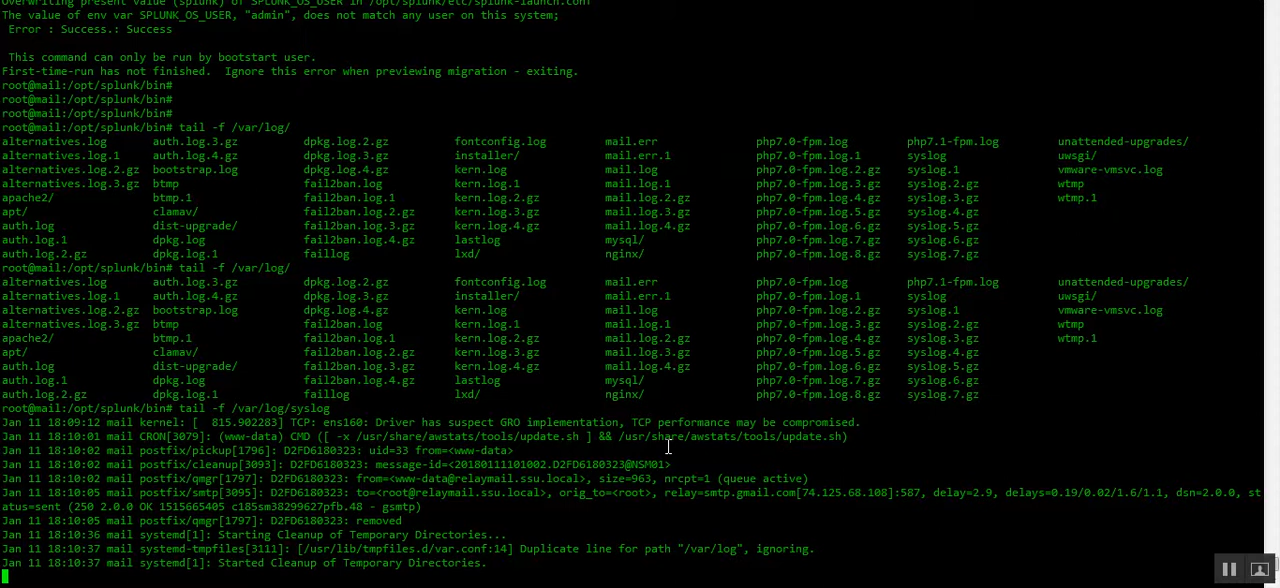 Overwriting present value (splunk) of SPLUNK_OS_USER in /opt/splunk/etc/splunk-launch.conf
The value of env var SPLUNK_OS_USER, "admin", does not match any user on this system;
Error : Success.: Success
This command can only be run by bootstart user.
First-time-run has not finished.  Ignore this error when previewing migration - exiting.
root@mail:/opt/splunk/bin#
root@mail:/opt/splunk/bin#
root@mail:/opt/splunk/bin#
root@mail:/opt/splunk/bin# tail -f /var/log/
alternatives.log auth.log.3.gz dpkg.log.2.gz fontconfig.log mail.err php7.0-fpm.log php7.1-fpm.log unattended-upgrades/
alternatives.log.1 auth.log.4.gz dpkg.log.3.gz installer/ mail.err.1 php7.0-fpm.log.1 syslog uwsgi/
alternatives.log.2.gz bootstrap.log dpkg.log.4.gz kern.log mail.log php7.0-fpm.log.2.gz syslog.1 vmware-vmsvc.log
alternatives.log.3.gz btmp fail2ban.log kern.log.1 mail.log.1 php7.0-fpm.log.3.gz syslog.2.gz wtmp
apache2/ btmp.1 fail2ban.log.1 kern.log.2.gz mail.log.2.gz php7.0-fpm.log.4.gz syslog.3.gz wtmp.1
apt/ clamav/ fail2ban.log.2.gz kern.log.3.gz mail.log.3.gz php7.0-fpm.log.5.gz syslog.4.gz
auth.log dist-upgrade/ fail2ban.log.3.gz kern.log.4.gz mail.log.4.gz php7.0-fpm.log.6.gz syslog.5.gz
auth.log.1 dpkg.log fail2ban.log.4.gz lastlog mysql/ php7.0-fpm.log.7.gz syslog.6.gz
auth.log.2.gz dpkg.log.1 faillog lxd/ nginx/ php7.0-fpm.log.8.gz syslog.7.gz
root@mail:/opt/splunk/bin# tail -f /var/log/
alternatives.log auth.log.3.gz dpkg.log.2.gz fontconfig.log mail.err php7.0-fpm.log php7.1-fpm.log unattended-upgrades/
alternatives.log.1 auth.log.4.gz dpkg.log.3.gz installer/ mail.err.1 php7.0-fpm.log.1 syslog uwsgi/
alternatives.log.2.gz bootstrap.log dpkg.log.4.gz kern.log mail.log php7.0-fpm.log.2.gz syslog.1 vmware-vmsvc.log
alternatives.log.3.gz btmp fail2ban.log kern.log.1 mail.log.1 php7.0-fpm.log.3.gz syslog.2.gz wtmp
apache2/ btmp.1 fail2ban.log.1 kern.log.2.gz mail.log.2.gz php7.0-fpm.log.4.gz syslog.3.gz wtmp.1
apt/ clamav/ fail2ban.log.2.gz kern.log.3.gz mail.log.3.gz php7.0-fpm.log.5.gz syslog.4.gz
auth.log dist-upgrade/ fail2ban.log.3.gz kern.log.4.gz mail.log.4.gz php7.0-fpm.log.6.gz syslog.5.gz
auth.log.1 dpkg.log fail2ban.log.4.gz lastlog mysql/ php7.0-fpm.log.7.gz syslog.6.gz
auth.log.2.gz dpkg.log.1 faillog lxd/ nginx/ php7.0-fpm.log.8.gz syslog.7.gz
root@mail:/opt/splunk/bin# tail -f /var/log/syslog
Jan 11 18:09:12 mail kernel: [  815.902283] TCP: ens160: Driver has suspect GRO implementation, TCP performance may be compromised.
Jan 11 18:10:01 mail CRON[3079]: (www-data) CMD ([ -x /usr/share/awstats/tools/update.sh ] && /usr/share/awstats/tools/update.sh)
Jan 11 18:10:02 mail postfix/pickup[1796]: D2FD6180323: uid=33 from=<www-data>
Jan 11 18:10:02 mail postfix/cleanup[3093]: D2FD6180323: message-id=<20180111101002.D2FD6180323@NSM01>
Jan 11 18:10:02 mail postfix/qmgr[1797]: D2FD6180323: from=<www-data@relaymail.ssu.local>, size=963, nrcpt=1 (queue active)
Jan 11 18:10:05 mail postfix/smtp[3095]: D2FD6180323: to=<root@relaymail.ssu.local>, orig_to=<root>, relay=smtp.gmail.com[74.125.68.108]:587, delay=2.9, delays=0.19/0.02/1.6/1.1, dsn=2.0.0, st
atus=sent (250 2.0.0 OK 1515665405 c185sm38299627pfb.48 - gsmtp)
Jan 11 18:10:05 mail postfix/qmgr[1797]: D2FD6180323: removed
Jan 11 18:10:36 mail systemd[1]: Starting Cleanup of Temporary Directories...
Jan 11 18:10:37 mail systemd-tmpfiles[3111]: [/usr/lib/tmpfiles.d/var.conf:14] Duplicate line for path "/var/log", ignoring.
Jan 11 18:10:37 mail systemd[1]: Started Cleanup of Temporary Directories.